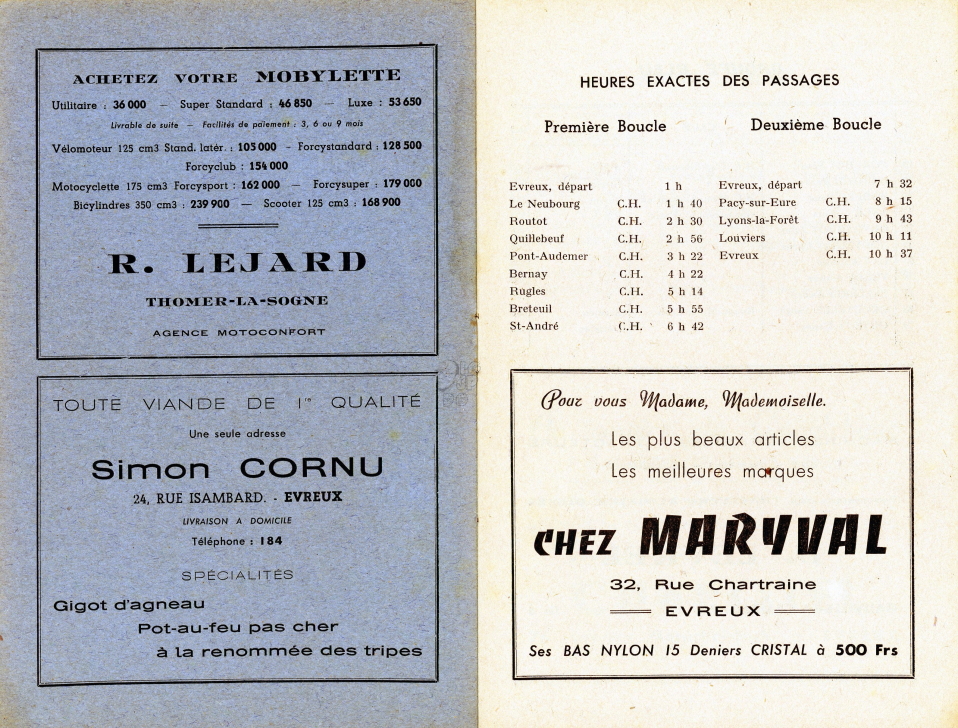 ACHETEZ VOTRE MOBYLETTE
Utilitaire : 36 000 — Super Standard : 46 850 — Luxe : 53 650
Livrable de suite — Facilités de paiement : 3, 6 ou 9 mois
Vélomoteur 125 cm3 Stand. latér. : 105 000 - Forcystandard : 128 500
Forcyclub : 154 000
Motocyclette 175 cm3 Forcysport : 162 000 — Forcysuper : 179 000
Bicylindres 350 cm3 : 239 900 — Scooter 125 cm3 : 168 900
R. LEJARD
THOMER-LA-SOGNE
AGENCE MOTOCONFORT
TOUTE VIANDE DE 1re QUALITÉ
Une seule adresse
Simon CORNU
24, RUE ISAMBARD. - EVREUX
LIVRAISON A DOMICILE
Téléphone : 184
SPÉCIALITÉS
Gigot d'agneau
Pot-au-feu pas cher
à la renommée des tripes
HEURES EXACTES DES PASSAGES
Première Boucle
Evreux, départ 1 h
Le Neubourg C.H. 1 h 40
Routot C.H. 2 h 30
Quillebeuf C.H. 2 h 56
Pont-Audemer C.H. 3 h 22
Bernay C.H. 4 h 22
Rugles C.H. 5 h 14
Breteuil C.H. 5 h 55
St-André C.H. 6 h 42
Deuxième Boucle
Evreux, départ 7 h 32
Pacy-sur-Eure C.H. 8 h 15
Lyons-la-Forêt C.H. 9 h 43
Louviers C.H. 10 h 11
Evreux C.H. 10 h 37
Pour vous Madame, Mademoiselle.
Les plus beaux articles
Les meilleures marques
CHEZ MARYVAL
32, Rue Chartraine
EVREUX
Ses BAS NYLON 15 Deniers CRISTAL à 500 Frs